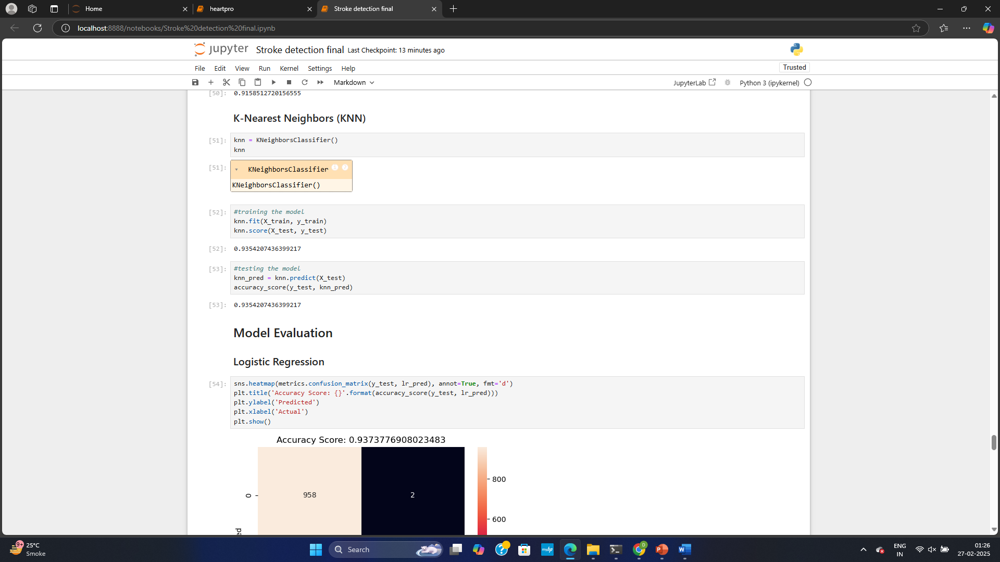 Home
heartpro
Stroke detection final
localhost:8888/notebooks/Stroke%20detection%20final.ipynb
jupyter Stroke detection final Last Checkpoint: 13 minutes ago
File Edit View Run Kernel Settings Help
Trusted
Markdown
JupyterLab
Python 3 (ipykernel)
[50]: 0.9158512720156555
K-Nearest Neighbors (KNN)
[51]: knn = KNeighborsClassifier()
knn
[51]: KNeighborsClassifier
KNeighborsClassifier()
[52]: #training the model
knn.fit(X_train, y_train)
knn.score(X_test, y_test)
[52]: 0.9354207436399217
[53]: #testing the model
knn_pred = knn.predict(X_test)
accuracy_score(y_test, knn_pred)
[53]: 0.9354207436399217
Model Evaluation
Logistic Regression
[54]: sns.heatmap(metrics.confusion_matrix(y_test, lr_pred), annot=True, fmt='d')
plt.title('Accuracy Score: {}'.format(accuracy_score(y_test, lr_pred)))
plt.ylabel('Predicted')
plt.xlabel('Actual')
plt.show()
Accuracy Score: 0.9373776908023483
800
0
958
2
600
ed
9+
25°C
Smoke
Search
myhp
D
P
W
ENG
IN
01:26
27-02-2025